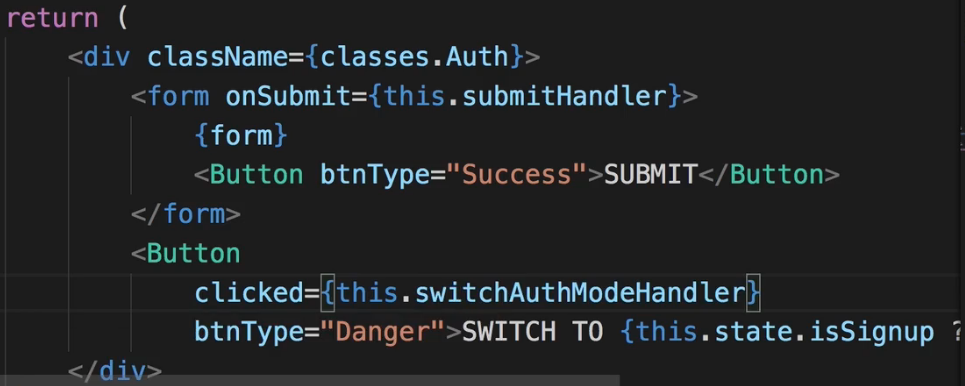 return (
<div className={classes.Auth}>
<form onSubmit={this.submitHandler}>
{form}
<Button btnType="Success">SUBMIT</Button>
</form>
<Button
clicked={this.switchAuthModeHandler}
btnType="Danger">SWITCH TO {this.state.isSignup ?
</div>